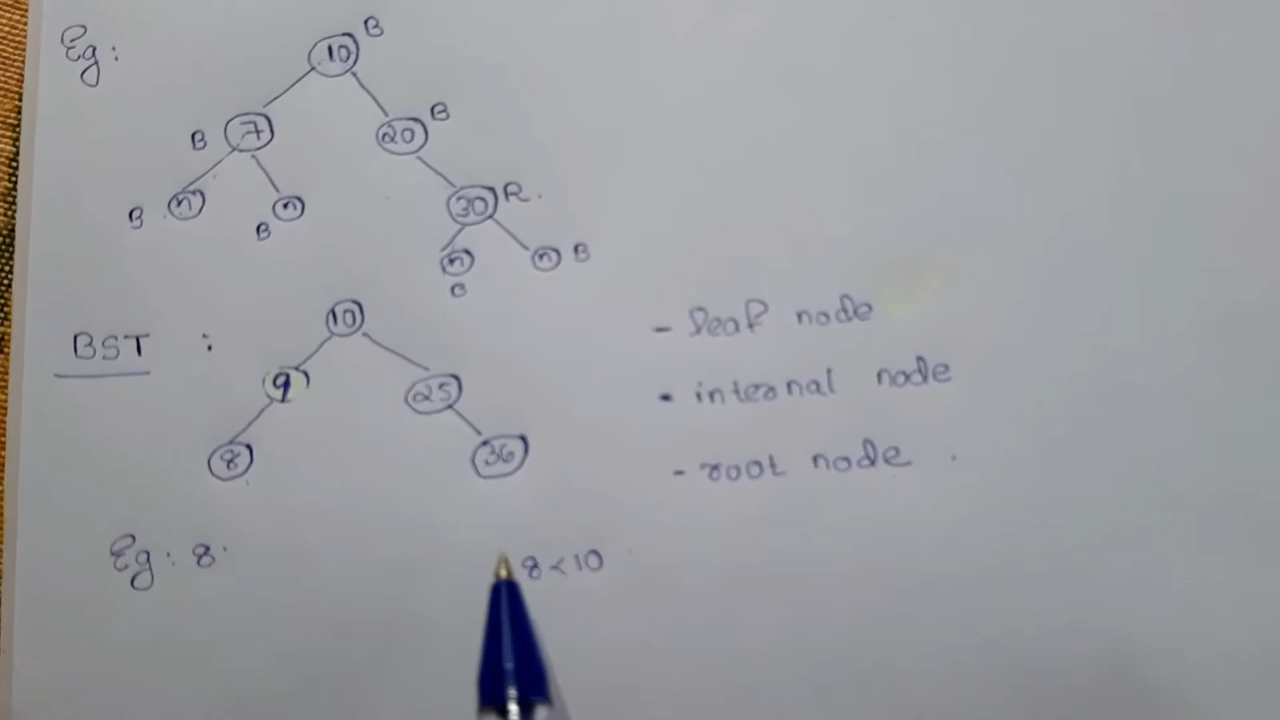 Eg:
10 B
B 7 20 B
B n B n 30 R.
n n B
B
BST :
10
9 25
8 36
- leaf node
- internal node
- root node .
Eg: 8
8<10